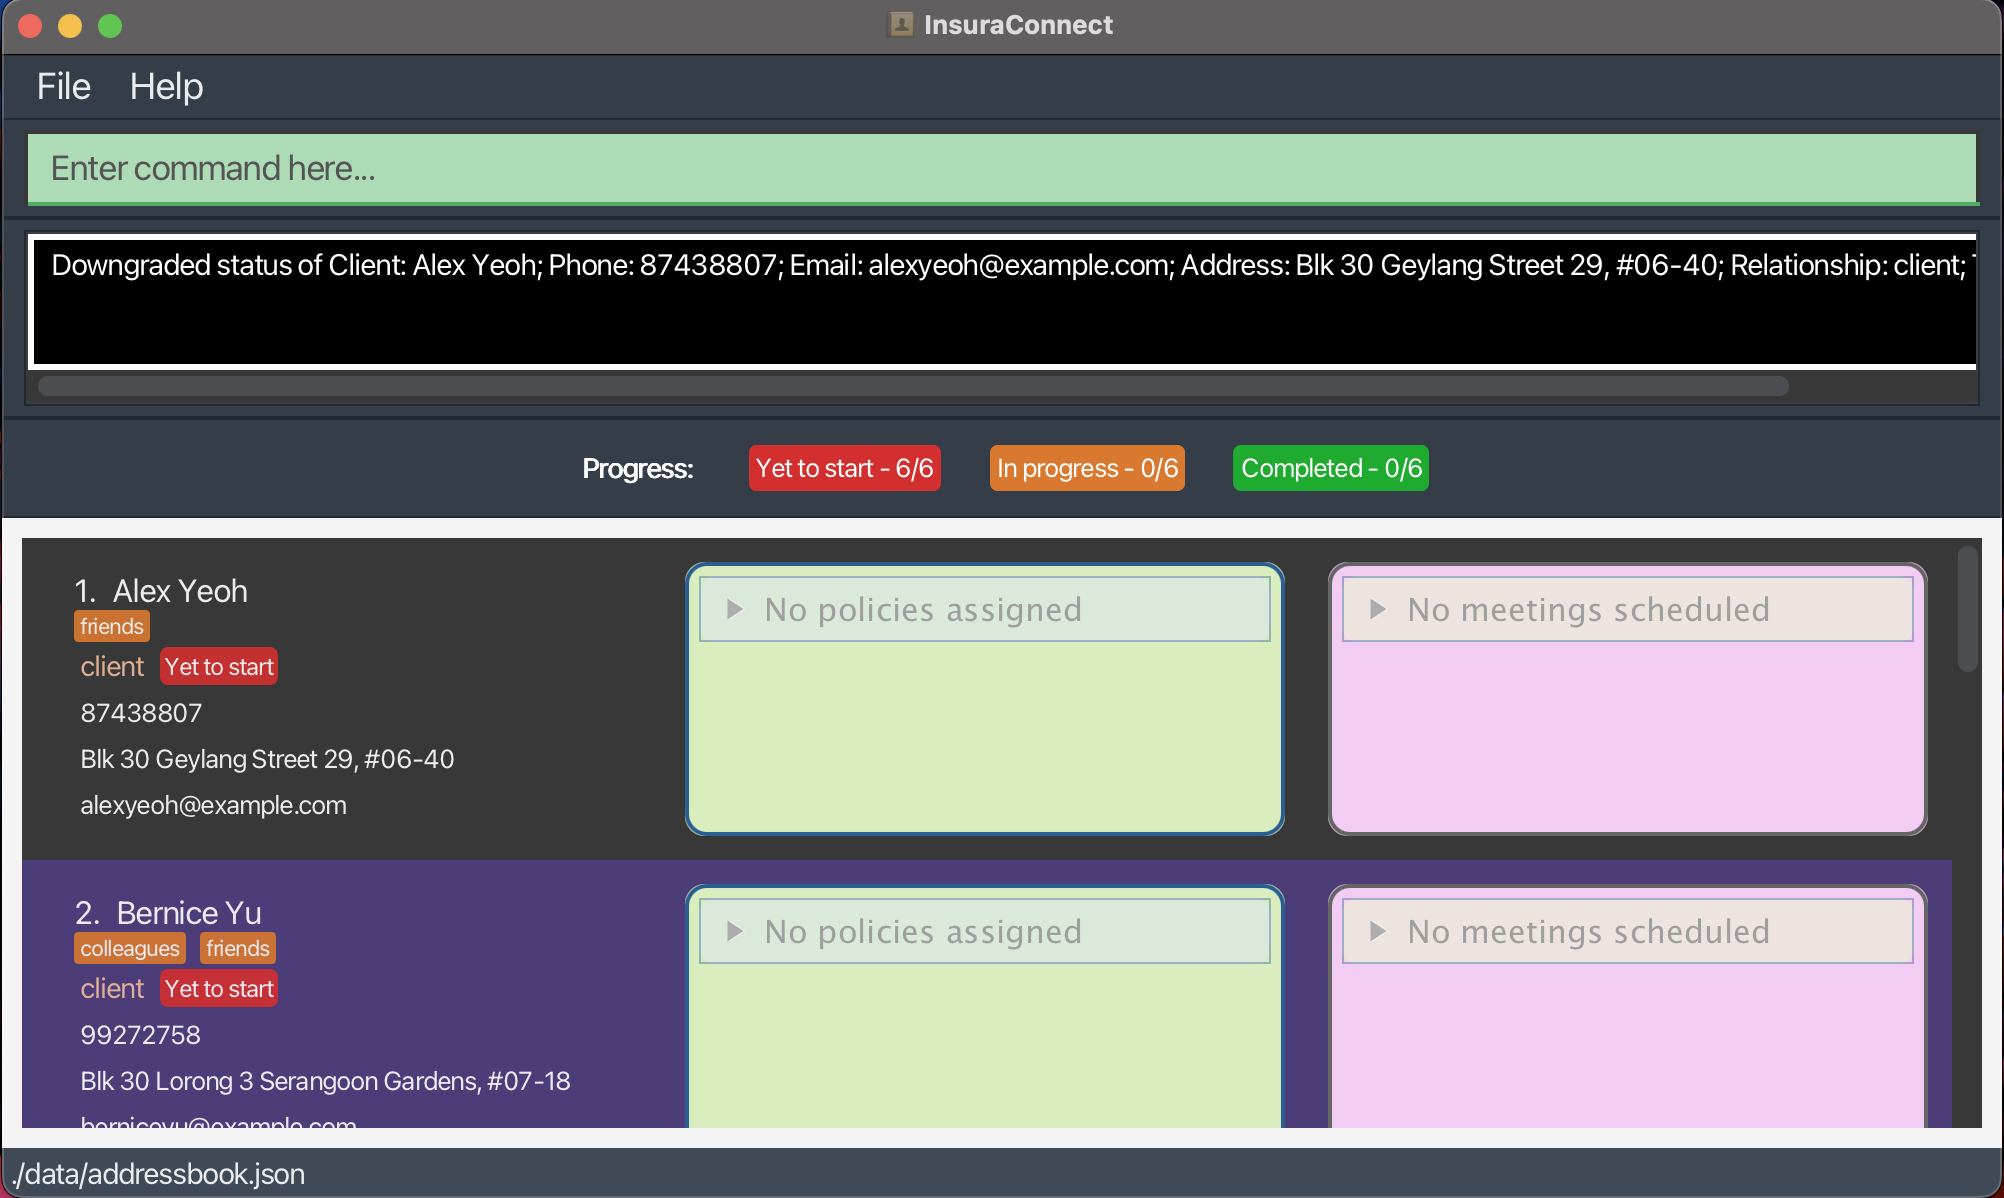 InsuraConnect
File Help
Enter command here...
Downgraded status of Client: Alex Yeoh; Phone: 87438807; Email: alexyeoh@example.com; Address: Blk 30 Geylang Street 29, #06-40; Relationship: client;
Progress: Yet to start - 6/6 In progress - 0/6 Completed - 0/6
1. Alex Yeoh
friends
client Yet to start
87438807
Blk 30 Geylang Street 29, #06-40
alexyeoh@example.com
No policies assigned
No meetings scheduled
2. Bernice Yu
colleagues friends
client Yet to start
99272758
Blk 30 Lorong 3 Serangoon Gardens, #07-18
berniceyu@example.com
No policies assigned
No meetings scheduled
./data/addressbook.json